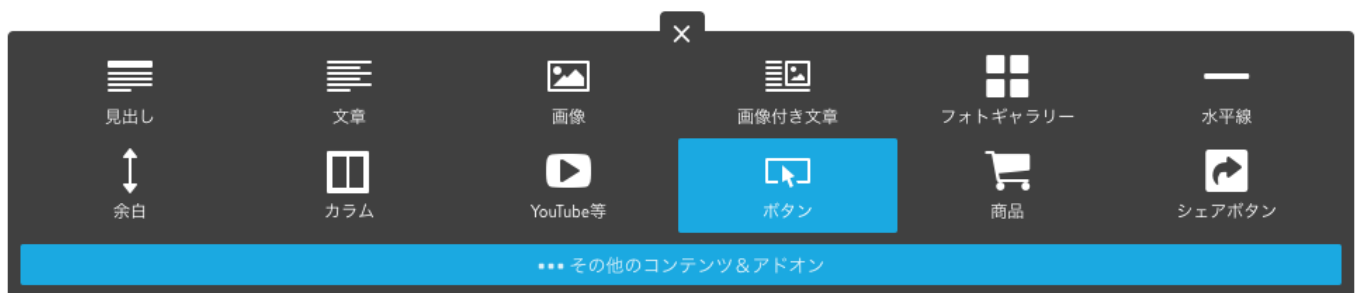 見出し 文章 画像 画像付き文章 フォトギャラリー 水平線
余白 カラム YouTube等 ボタン 商品 シェアボタン
••• その他のコンテンツ＆アドオン